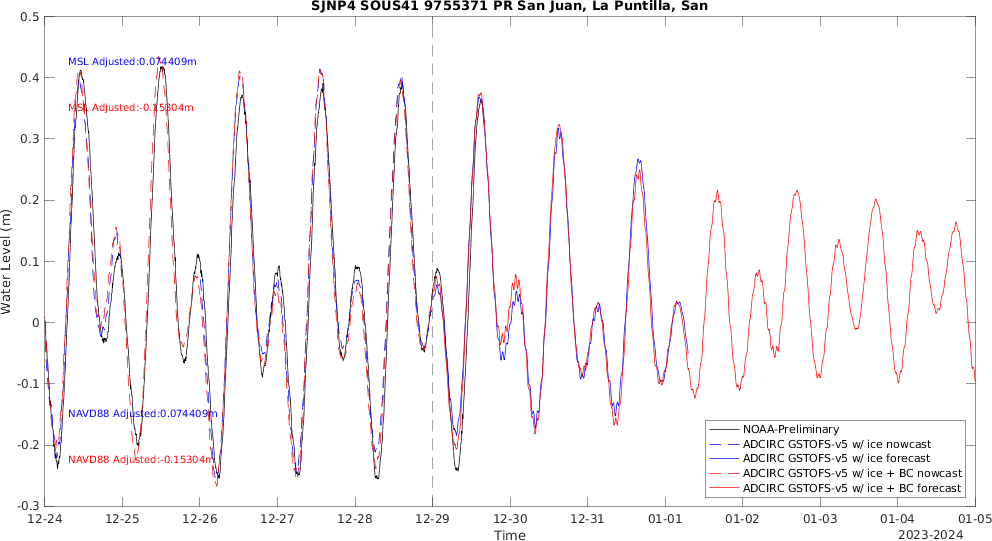 SJNP4 SOUS41 9755371 PR San Juan, La Puntilla, San
0.5
0.4
0.3
0.2
0.1
0
-0.1
-0.2
-0.3
Water Level (m)
MSL Adjusted:0.074409m
MSL Adjusted:-0.15304m
NAVD88 Adjusted:0.074409m
NAVD88 Adjusted:-0.15304m
NOAA-Preliminary
ADCIRC GSTOFS-v5 w/ ice nowcast
ADCIRC GSTOFS-v5 w/ ice forecast
ADCIRC GSTOFS-v5 w/ ice + BC nowcast
ADCIRC GSTOFS-v5 w/ ice + BC forecast
12-24 12-25 12-26 12-27 12-28 12-29 12-30 12-31 01-01 01-02 01-03 01-04 01-05
Time
2023-2024